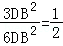 3DB²/6DB² = 1/2